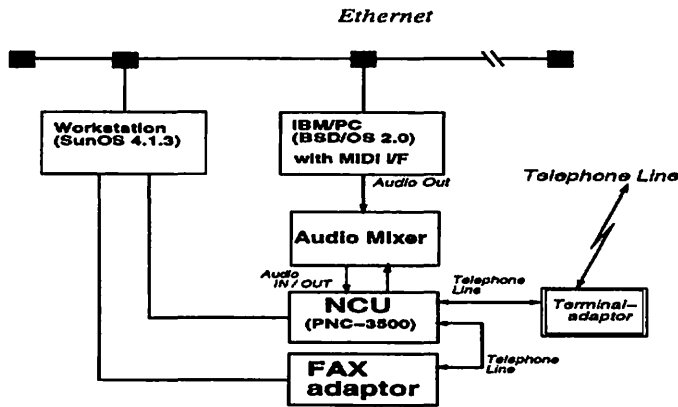 Ethernet
Workstation
(SunOS 4.1.3)
IBM/PC
(BSD/OS 2.0)
with MIDI I/F
Audio Out
Telephone Line
Audio Mixer
Audio
IN / OUT
Telephone
Line
NCU
(PNC-3500)
Terminal-
adaptor
FAX
adaptor
Telephone
Line